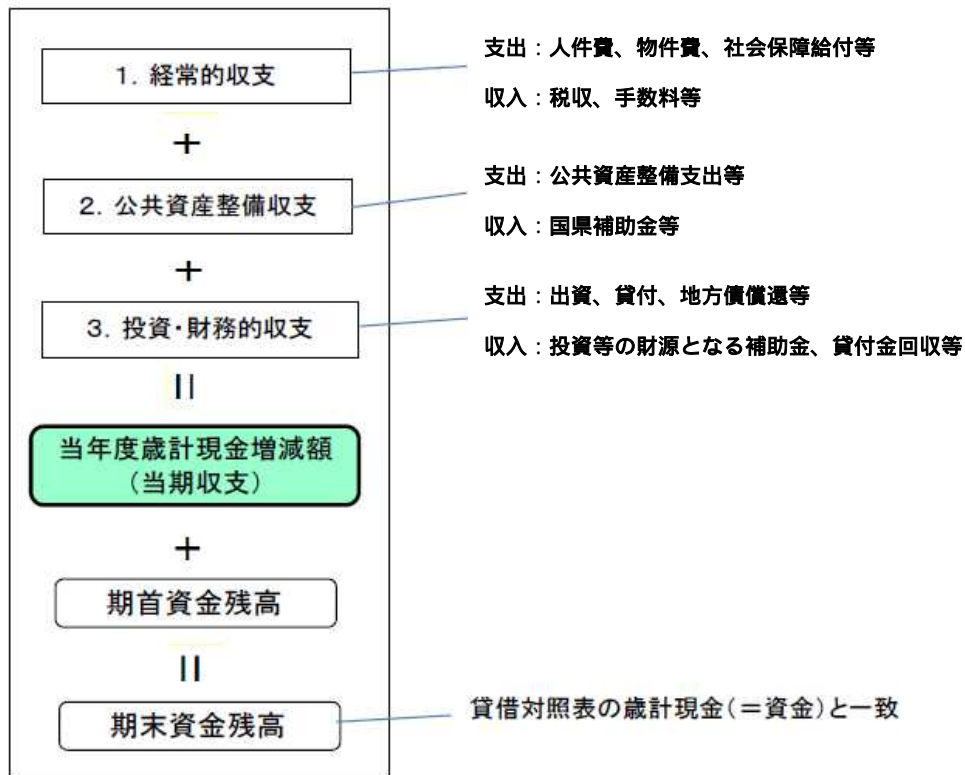 支出：人件費、物件費、社会保障給付等
1. 経常的収支
収入：税収、手数料等
＋
支出：公共資産整備支出等
2. 公共資産整備収支
収入：国県補助金等
＋
支出：出資、貸付、地方債償還等
3. 投資・財務的収支
収入：投資等の財源となる補助金、貸付金回収等
||
当年度歳計現金増減額
（当期収支）
＋
期首資金残高
||
貸借対照表の歳計現金(＝資金)と一致
期末資金残高